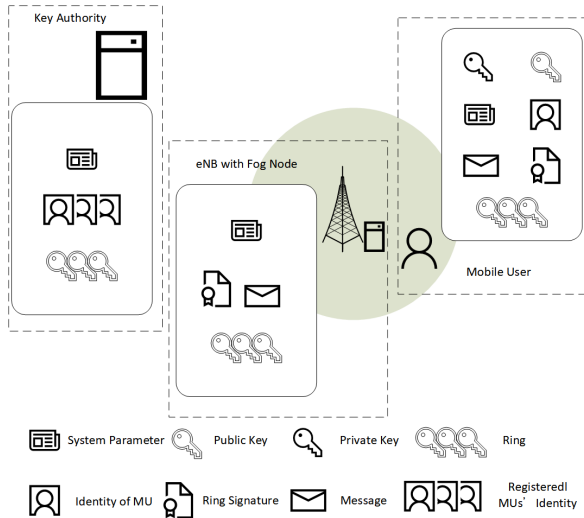 Key Authority
eNB with Fog Node
Mobile User
System Parameter
Public Key
Private Key
Ring
Identity of MU
Ring Signature
Message
RegisteredI
MUs' Identity